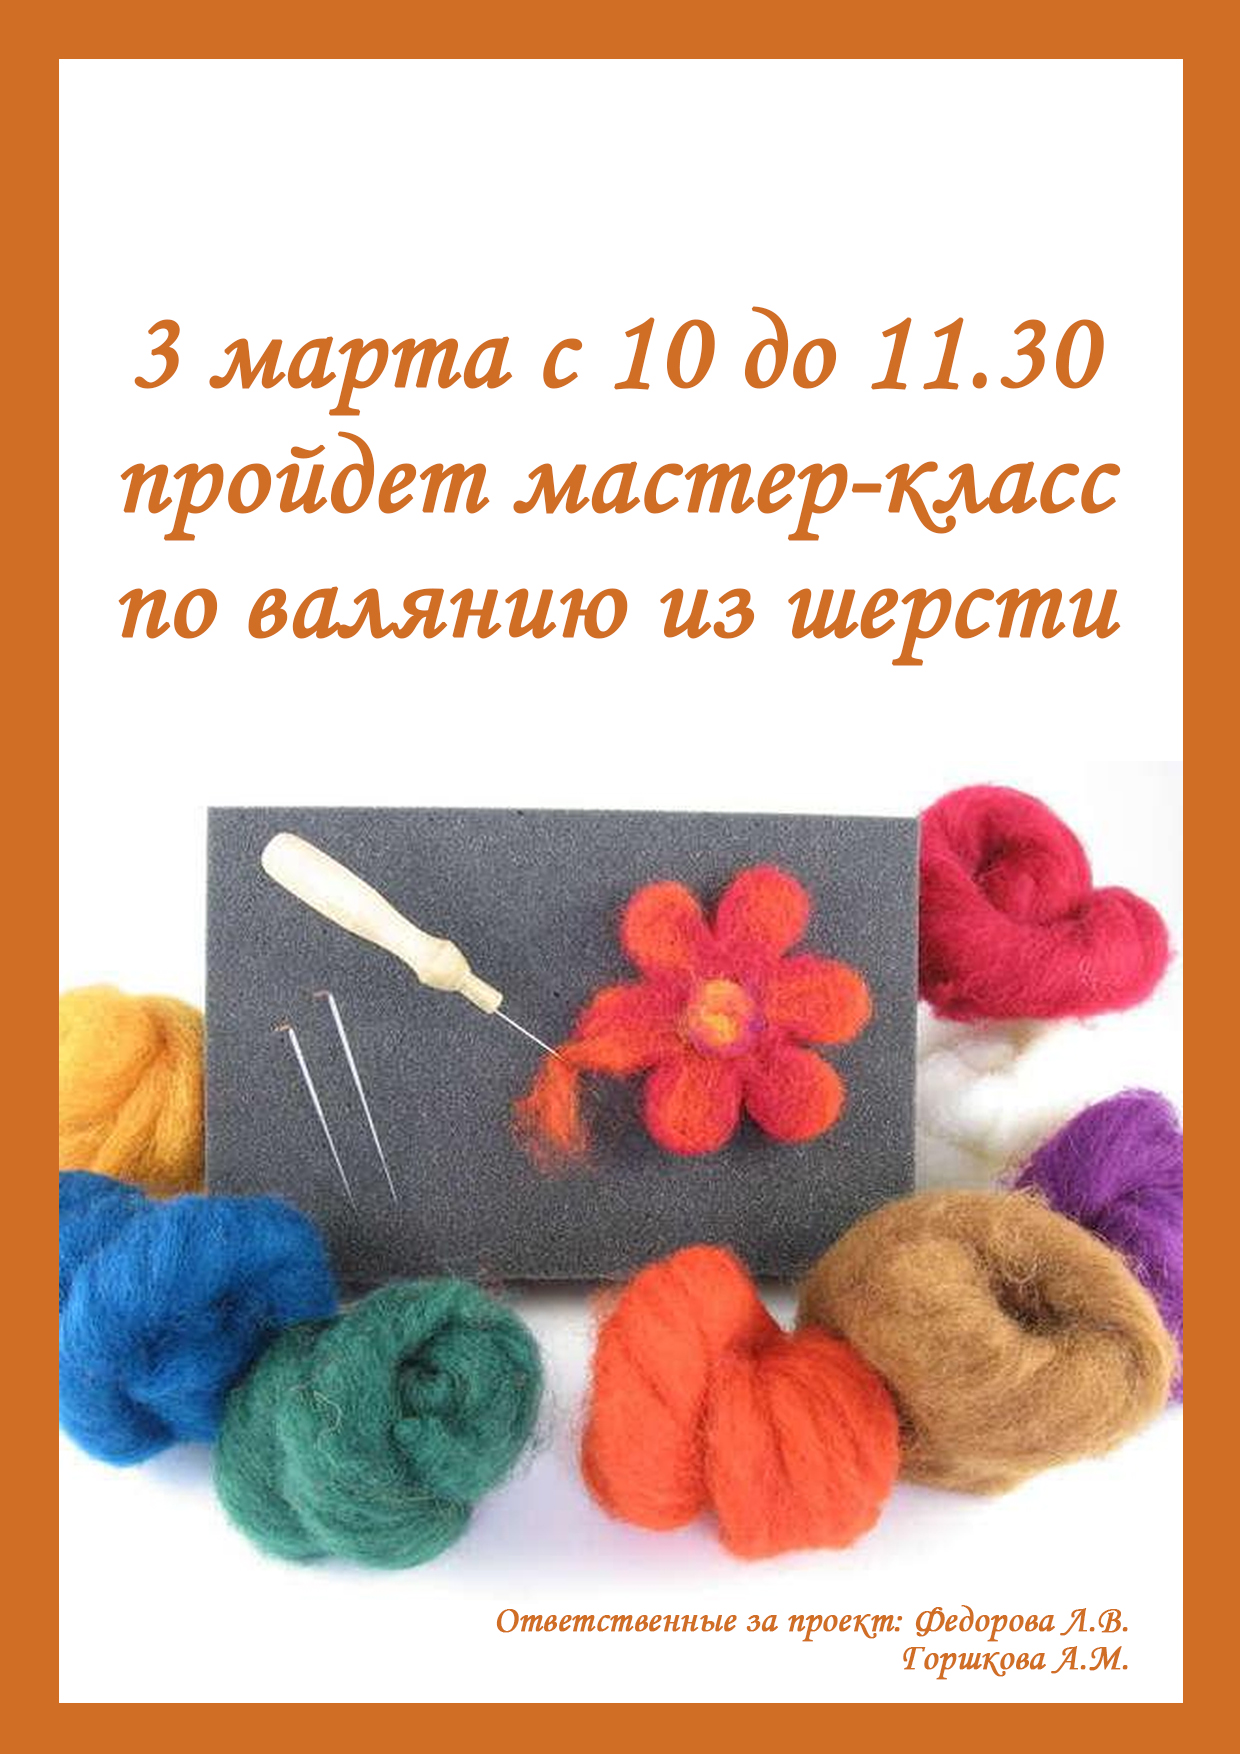 3 марта с 10 до 11.30
пройдет мастер-класс
по валянию из шерсти
Ответственные за проект: Федорова Л.В.
Горшкова А.М.